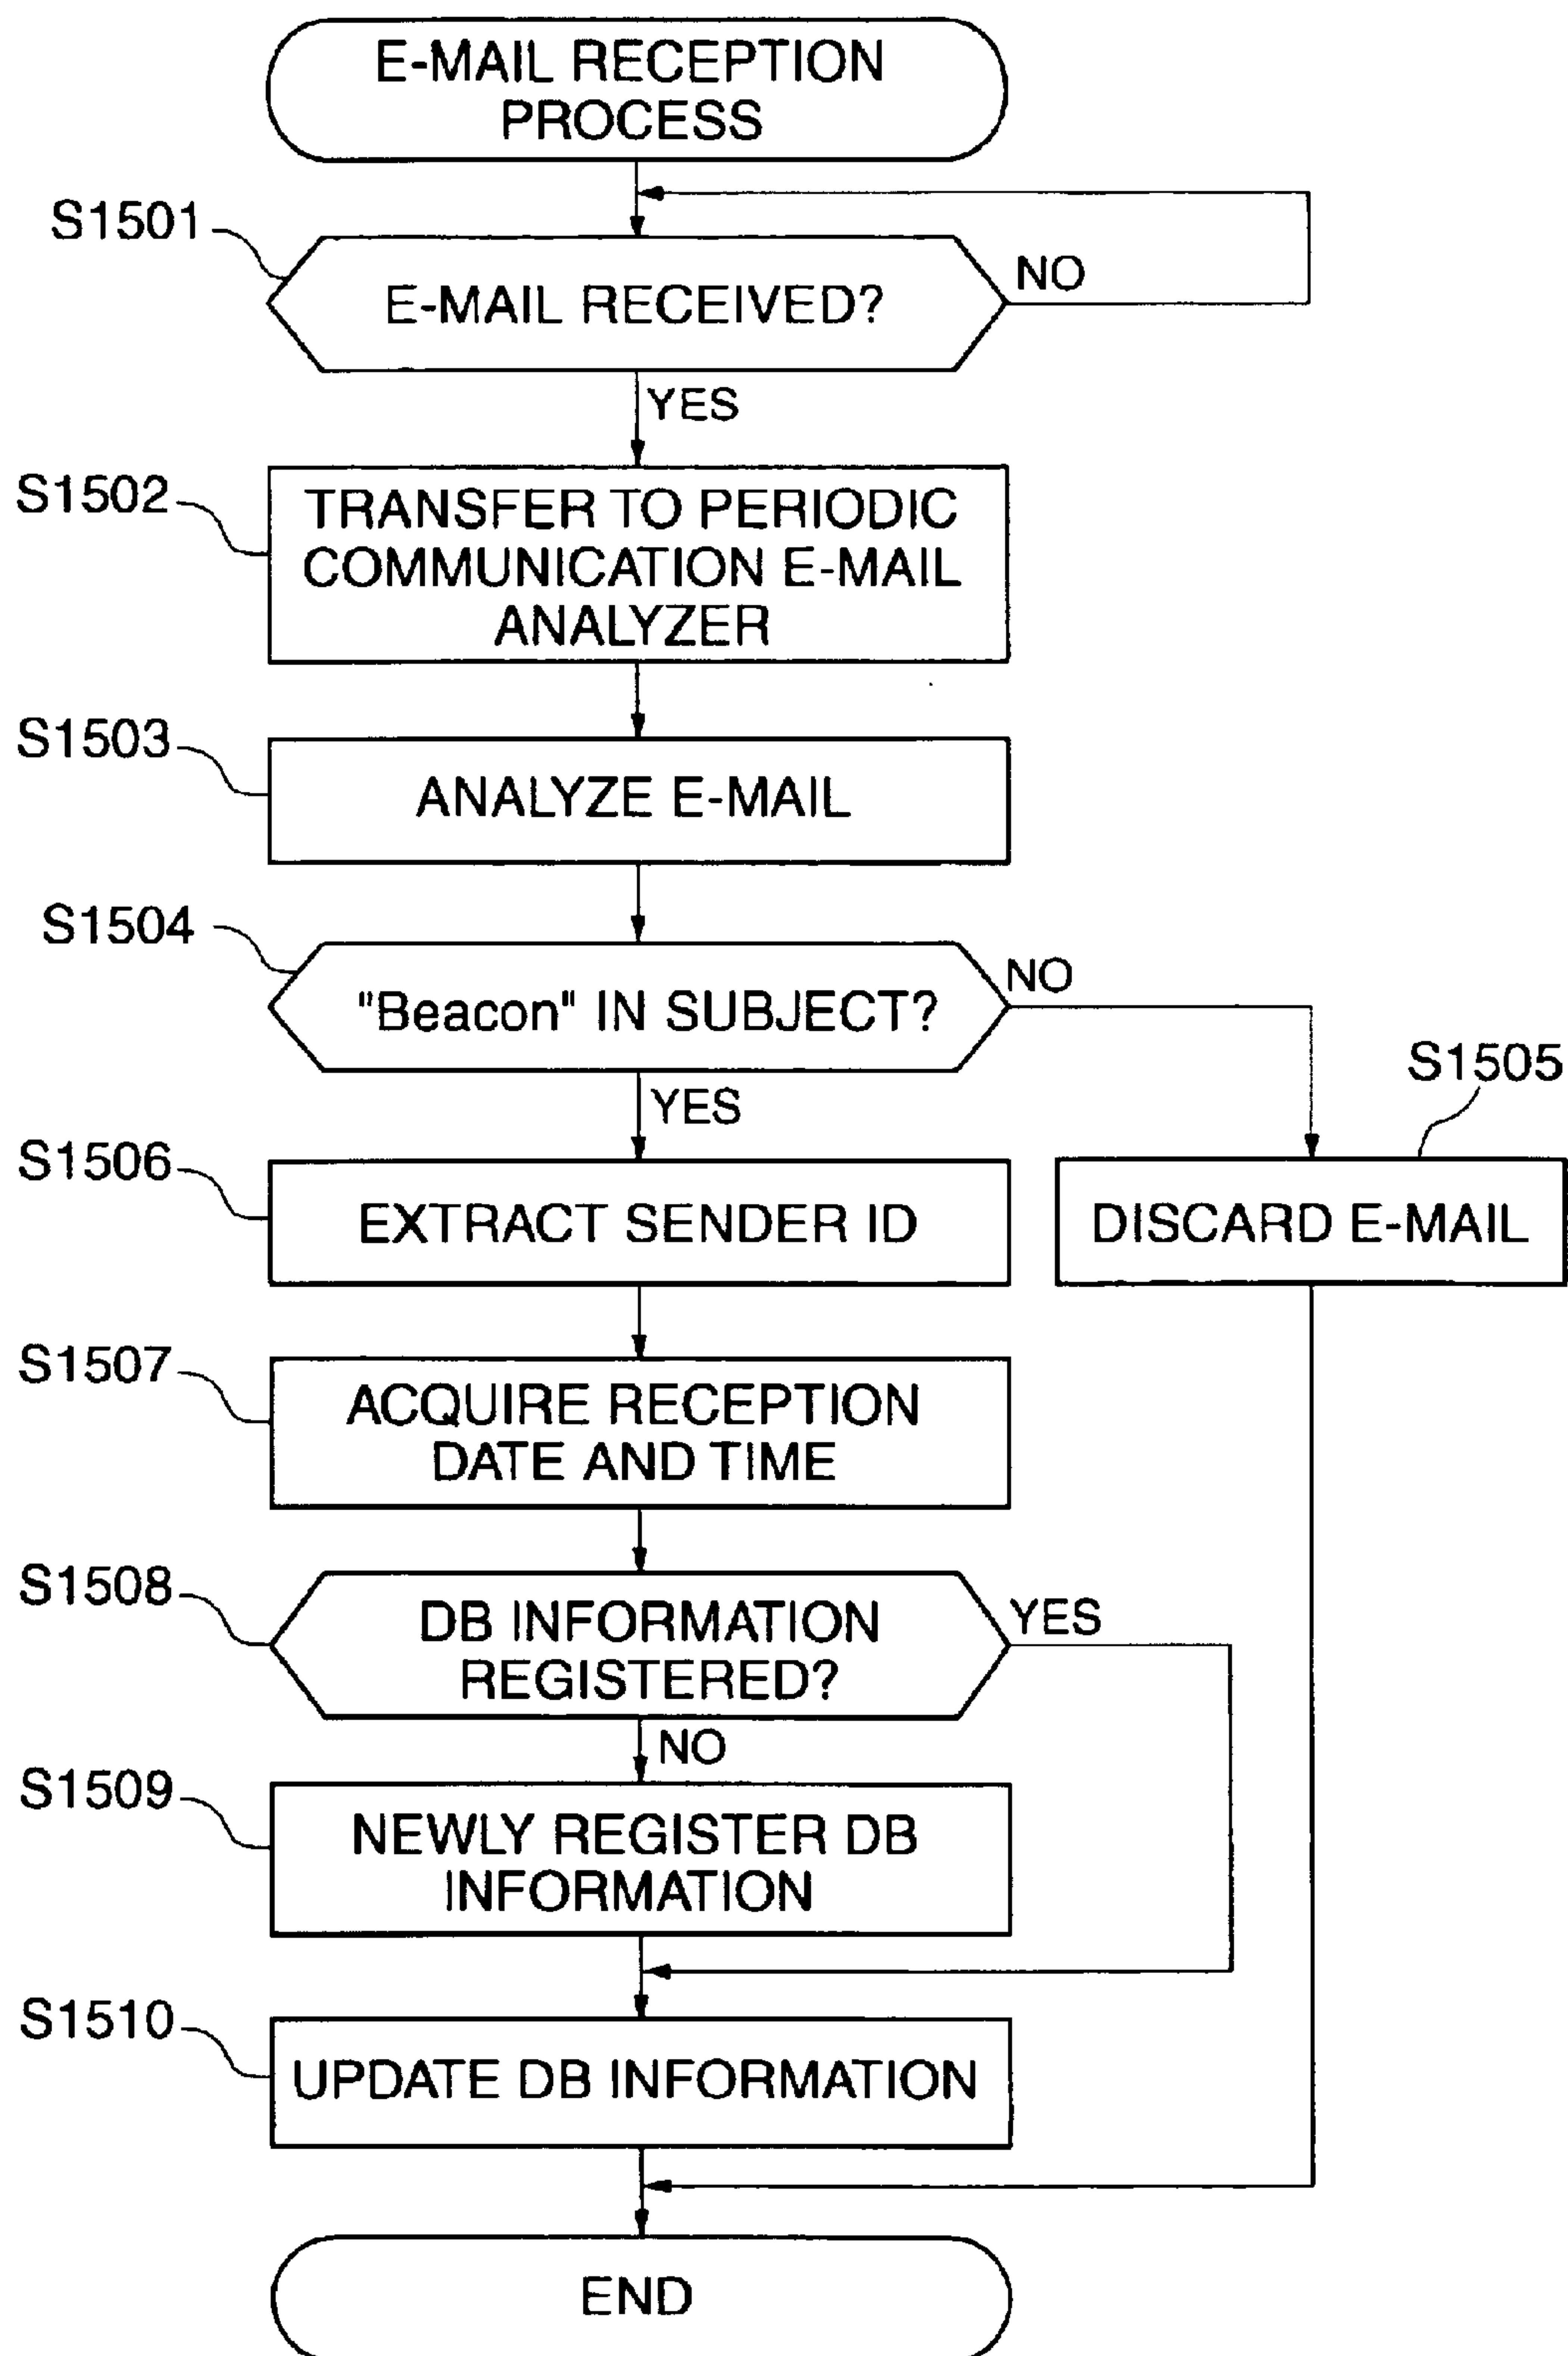 E-MAIL RECEPTION
PROCESS
S1501
E-MAIL RECEIVED?
NO
YES
S1502
TRANSFER TO PERIODIC
COMMUNICATION E-MAIL
ANALYZER
S1503
ANALYZE E-MAIL
S1504
"Beacon" IN SUBJECT?
NO
YES
S1505
DISCARD E-MAIL
S1506
EXTRACT SENDER ID
S1507
ACQUIRE RECEPTION
DATE AND TIME
S1508
DB INFORMATION
REGISTERED?
YES
NO
S1509
NEWLY REGISTER DB
INFORMATION
S1510
UPDATE DB INFORMATION
END